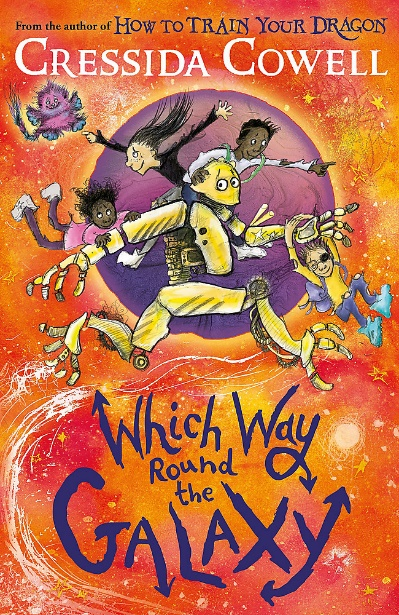 From the author of HOW TO TRAIN YOUR DRAGON
CRESSIDA COWELL
Which Way
Round
the
GALAXY